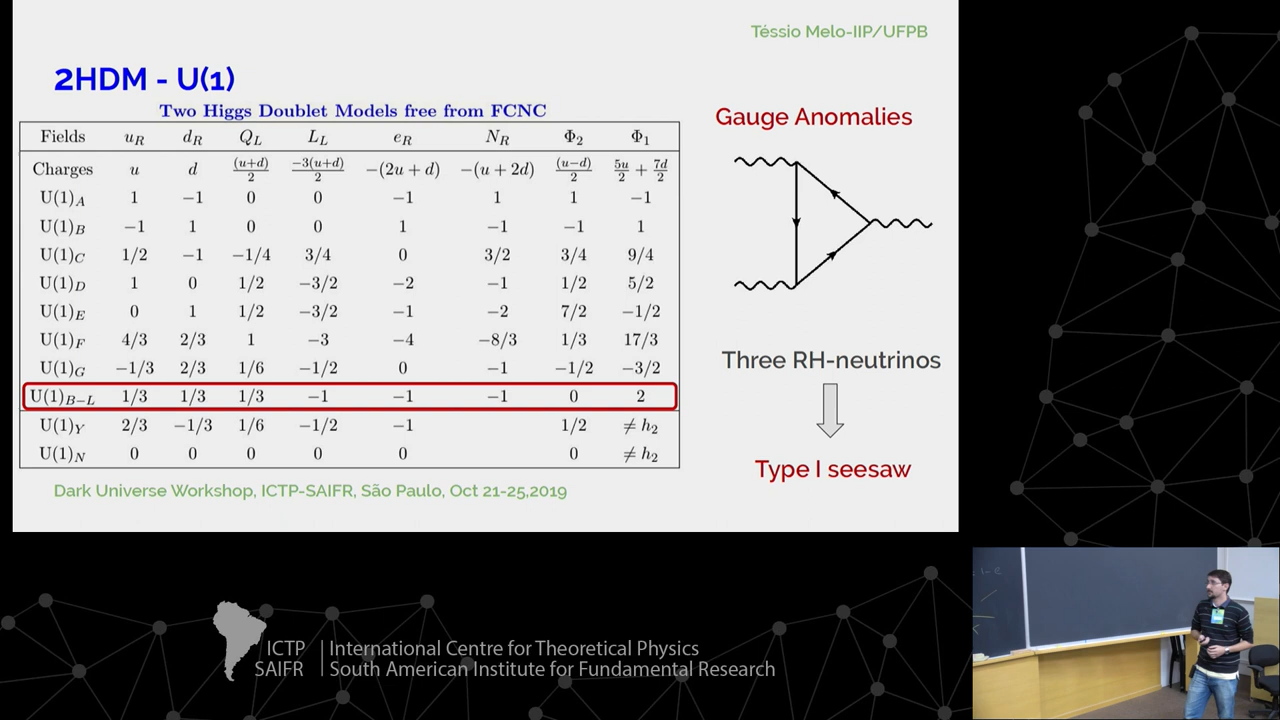 Téssio Melo-IIP/UFPB
2HDM - U(1)
Two Higgs Doublet Models free from FCNC
Fields u_R d_R Q_L L_L e_R N_R Φ_2 Φ_1
Charges u d (u+d)/2 −3(u+d)/2 −(2u + d) −(u + 2d) (u−d)/2 5u/2 + 7d/2
U(1)_A 1 −1 0 0 −1 1 1 −1
U(1)_B −1 1 0 0 1 −1 −1 1
U(1)_C 1/2 −1 −1/4 3/4 0 3/2 3/4 9/4
U(1)_D 1 0 1/2 −3/2 −2 −1 1/2 5/2
U(1)_E 0 1 1/2 −3/2 −1 −2 7/2 −1/2
U(1)_F 4/3 2/3 1 −3 −4 −8/3 1/3 17/3
U(1)_G −1/3 2/3 1/6 −1/2 0 −1 −1/2 −3/2
U(1)_{B−L} 1/3 1/3 1/3 −1 −1 −1 0 2
U(1)_Y 2/3 −1/3 1/6 −1/2 −1 1/2 ≠ h_2
U(1)_N 0 0 0 0 0 0 ≠ h_2
Gauge Anomalies
Three RH-neutrinos
Type I seesaw
Dark Universe Workshop, ICTP-SAIFR, São Paulo, Oct 21-25,2019
ICTP
SAIFR
International Centre for Theoretical Physics
South American Institute for Fundamental Research